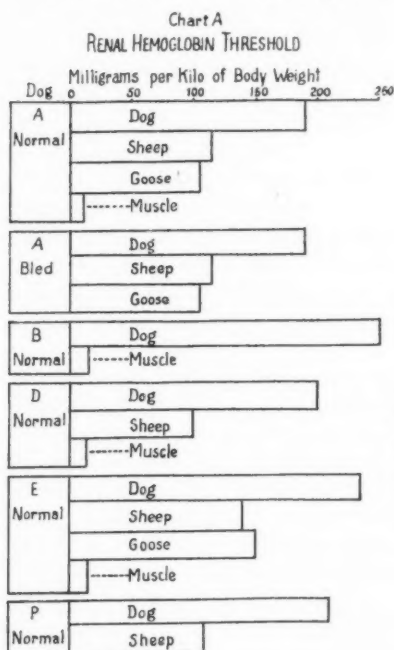 Chart A
RENAL HEMOGLOBIN THRESHOLD
Milligrams per Kilo of Body Weight
Dog 0 50 100 150 200 250
A Dog
Normal Sheep
Goose
Muscle
A Dog
Bled Sheep
Goose
B Dog
Normal Muscle
D Dog
Normal Sheep
Muscle
E Dog
Normal Sheep
Goose
Muscle
P Dog
Normal Sheep